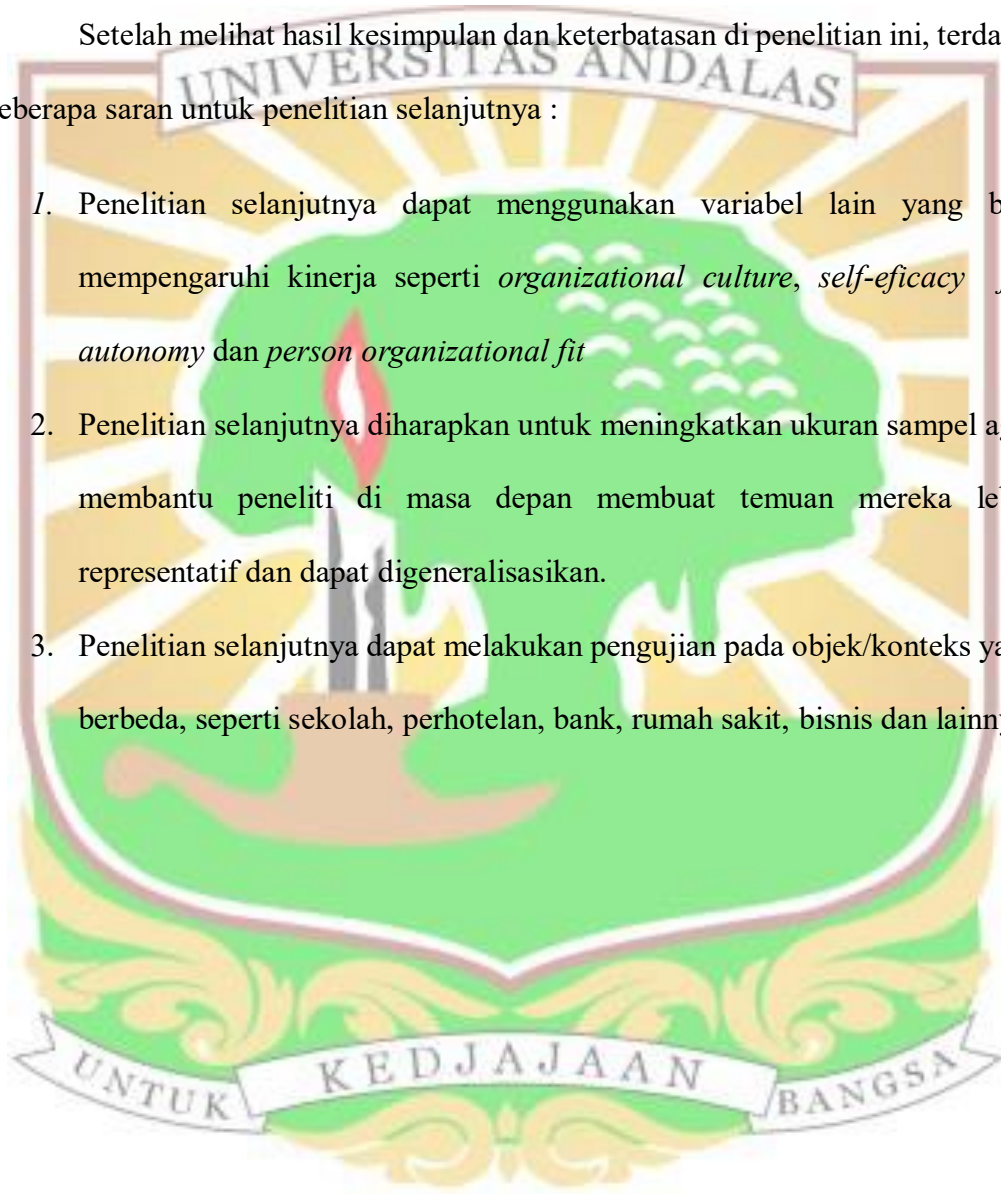 Setelah melihat hasil kesimpulan dan keterbatasan di penelitian ini, terda
UNIVERSITAS ANDALAS
eberapa saran untuk penelitian selanjutnya :
1. Penelitian selanjutnya dapat menggunakan variabel lain yang b
mempengaruhi kinerja seperti organizational culture, self-eficacy
autonomy dan person organizational fit
2. Penelitian selanjutnya diharapkan untuk meningkatkan ukuran sampel a
membantu peneliti di masa depan membuat temuan mereka le
representatif dan dapat digeneralisasikan.
3. Penelitian selanjutnya dapat melakukan pengujian pada objek/konteks ya
berbeda, seperti sekolah, perhotelan, bank, rumah sakit, bisnis dan lainn
UNTUK KEDJAJAAN BANGSA